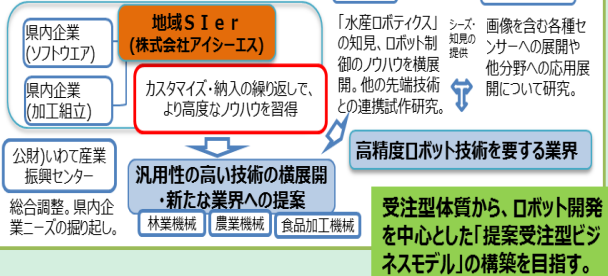 県内企業
(ソフトウエア)
県内企業
(加工組立)
地域ＳＩｅｒ
(株式会社アイシーエス)
カスタマイズ・納入の繰り返しで、
より高度なノウハウを習得
「水産ロボティクス」
の知見、ロボット制
御のノウハウを横展
開。他の先端技術
との連携試作研究。
シーズ・
知見の
提供
画像を含む各種セ
ンサーへの展開や
他分野への応用展
開について研究。
公財)いわて産業
振興センター
総合調整。県内企
業ニーズの掘り起し。
汎用性の高い技術の横展開
・新たな業界への提案
林業機械
農業機械
食品加工機械
高精度ロボット技術を要する業界
受注型体質から、ロボット開発
を中心とした「提案受注型ビジ
ネスモデル」の構築を目指す。